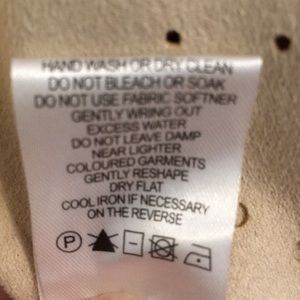 HAND WASH OR DRY CLEAN
DO NOT BLEACH OR SOAK
DO NOT USE FABRIC SOFTNER
GENTLY WRING OUT
EXCESS WATER
DO NOT LEAVE DAMP
NEAR LIGHTER
COLOURED GARMENTS
GENTLY RESHAPE
DRY FLAT
COOL IRON IF NECESSARY
ON THE REVERSE
P